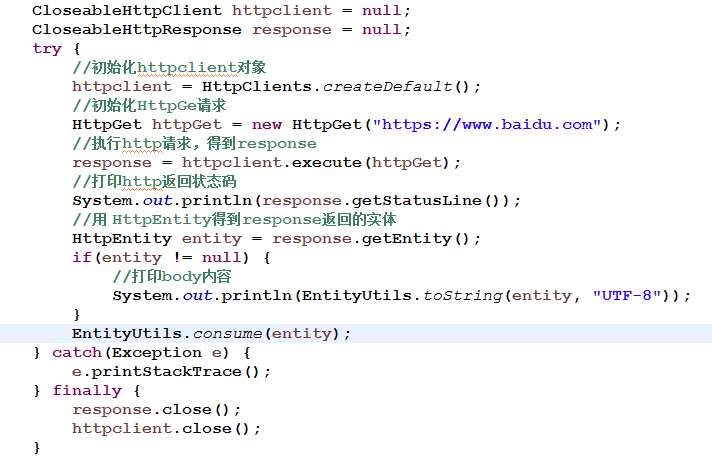 CloseableHttpClient httpclient = null;
CloseableHttpResponse response = null;
try {
    //初始化httpclient对象
    httpclient = HttpClients.createDefault();
    //初始化HttpGe请求
    HttpGet httpGet = new HttpGet("https://www.baidu.com");
    //执行http请求，得到response
    response = httpclient.execute(httpGet);
    //打印http返回状态码
    System.out.println(response.getStatusLine());
    //用 HttpEntity得到response返回的实体
    HttpEntity entity = response.getEntity();
    if(entity != null) {
        //打印body内容
        System.out.println(EntityUtils.toString(entity, "UTF-8"));
    }
    EntityUtils.consume(entity);
} catch(Exception e) {
    e.printStackTrace();
} finally {
    response.close();
    httpclient.close();
}